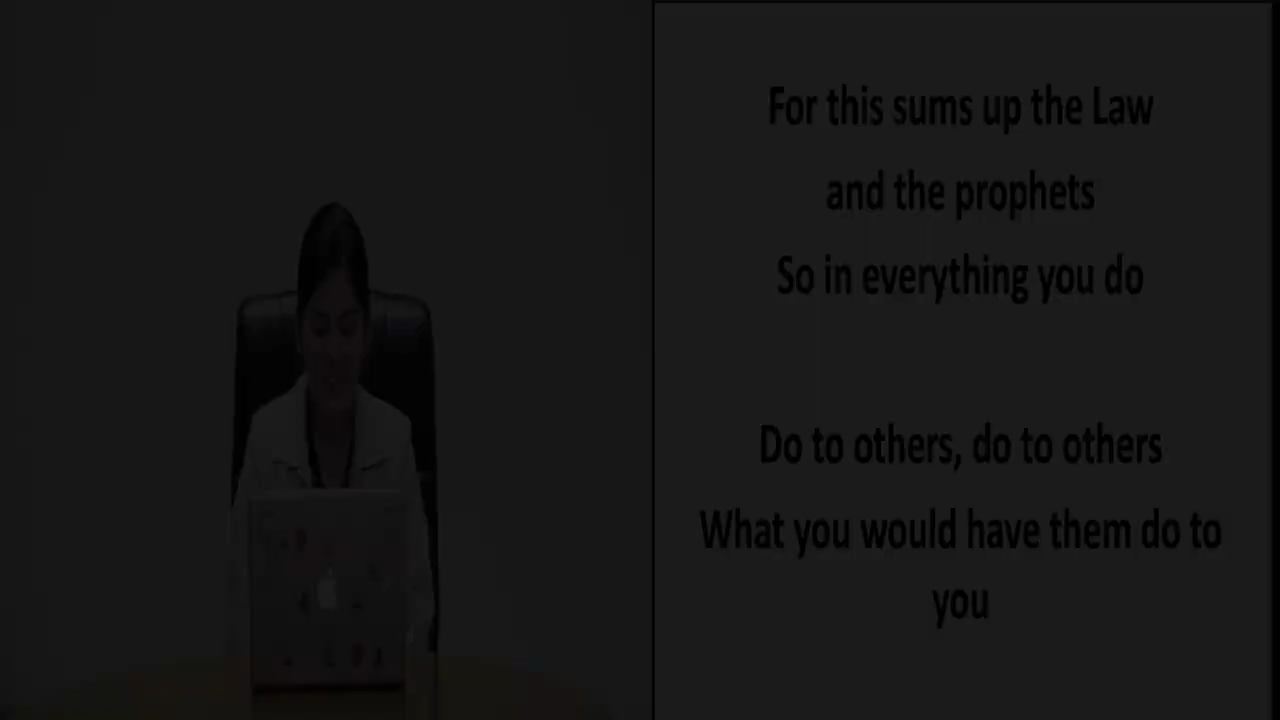 For this sums up the Law
and the prophets
So in everything you do
Do to others, do to others
What you would have them do to
you